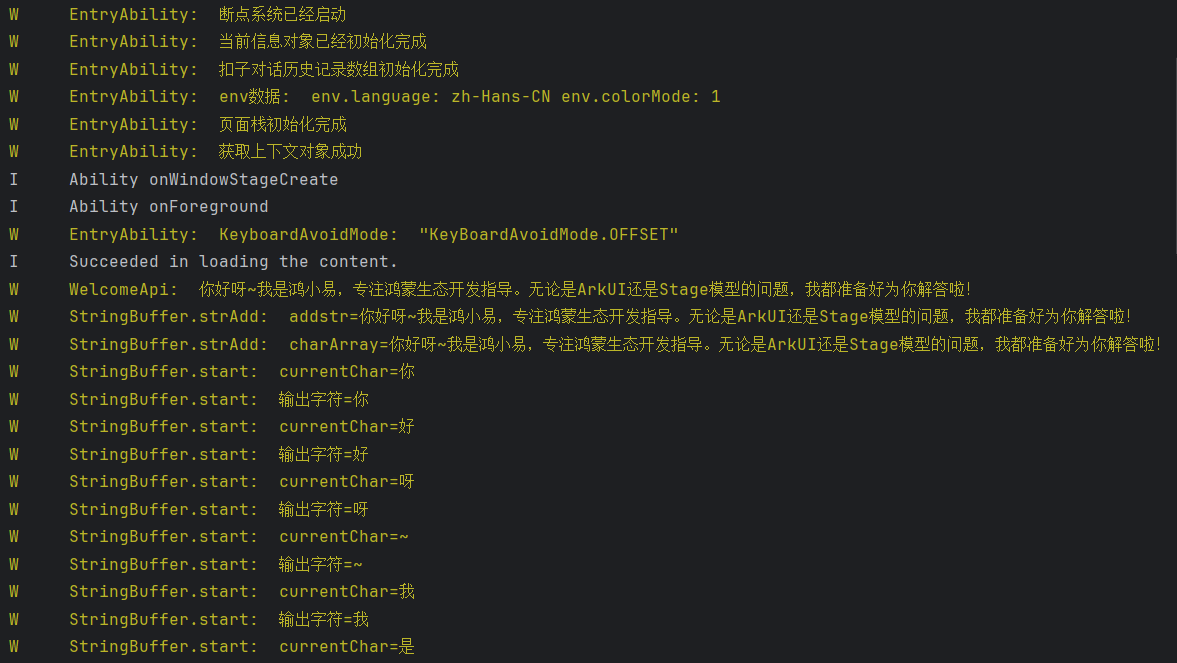 W EntryAbility: 断点系统已经启动
W EntryAbility: 当前信息对象已经初始化完成
W EntryAbility: 扣子对话历史记录数组初始化完成
W EntryAbility: env数据: env.language: zh-Hans-CN env.colorMode: 1
W EntryAbility: 页面栈初始化完成
W EntryAbility: 获取上下文对象成功
I Ability onWindowStageCreate
I Ability onForeground
W EntryAbility: KeyboardAvoidMode: "KeyBoardAvoidMode.OFFSET"
I Succeeded in loading the content.
W WelcomeApi: 你好呀~我是鸿小易，专注鸿蒙生态开发指导。无论是ArkUI还是Stage模型的问题，我都准备好为你解答啦！
W StringBuffer.strAdd: addstr=你好呀~我是鸿小易，专注鸿蒙生态开发指导。无论是ArkUI还是Stage模型的问题，我都准备好为你解答啦！
W StringBuffer.strAdd: charArray=你好呀~我是鸿小易，专注鸿蒙生态开发指导。无论是ArkUI还是Stage模型的问题，我都准备好为你解答啦！
W StringBuffer.start: currentChar=你
W StringBuffer.start: 输出字符=你
W StringBuffer.start: currentChar=好
W StringBuffer.start: 输出字符=好
W StringBuffer.start: currentChar=呀
W StringBuffer.start: 输出字符=呀
W StringBuffer.start: currentChar=~
W StringBuffer.start: 输出字符=~
W StringBuffer.start: currentChar=我
W StringBuffer.start: 输出字符=我
W StringBuffer.start: currentChar=是